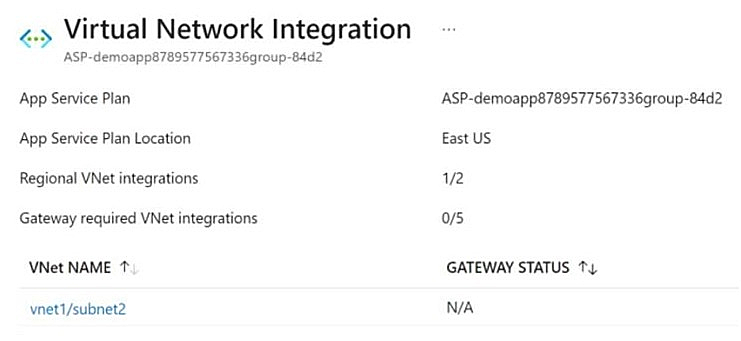 Virtual Network Integration ...
ASP-demoapp8789577567336group-84d2
App Service Plan ASP-demoapp8789577567336group-84d2
App Service Plan Location East US
Regional VNet integrations 1/2
Gateway required VNet integrations 0/5
VNet NAME ↑↓ GATEWAY STATUS ↑↓
vnet1/subnet2 N/A